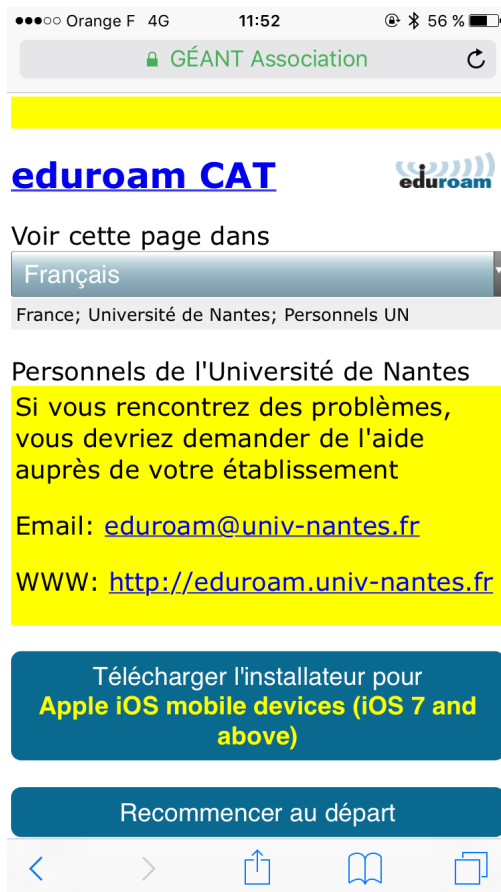 Orange F 4G 11:52 56 %
GÉANT Association
eduroam CAT
eduroam
Voir cette page dans
Français
France; Université de Nantes; Personnels UN
Personnels de l'Université de Nantes
Si vous rencontrez des problèmes,
vous devriez demander de l'aide
auprès de votre établissement
Email: eduroam@univ-nantes.fr
WWW: http://eduroam.univ-nantes.fr
Télécharger l'installateur pour
Apple iOS mobile devices (iOS 7 and
above)
Recommencer au départ